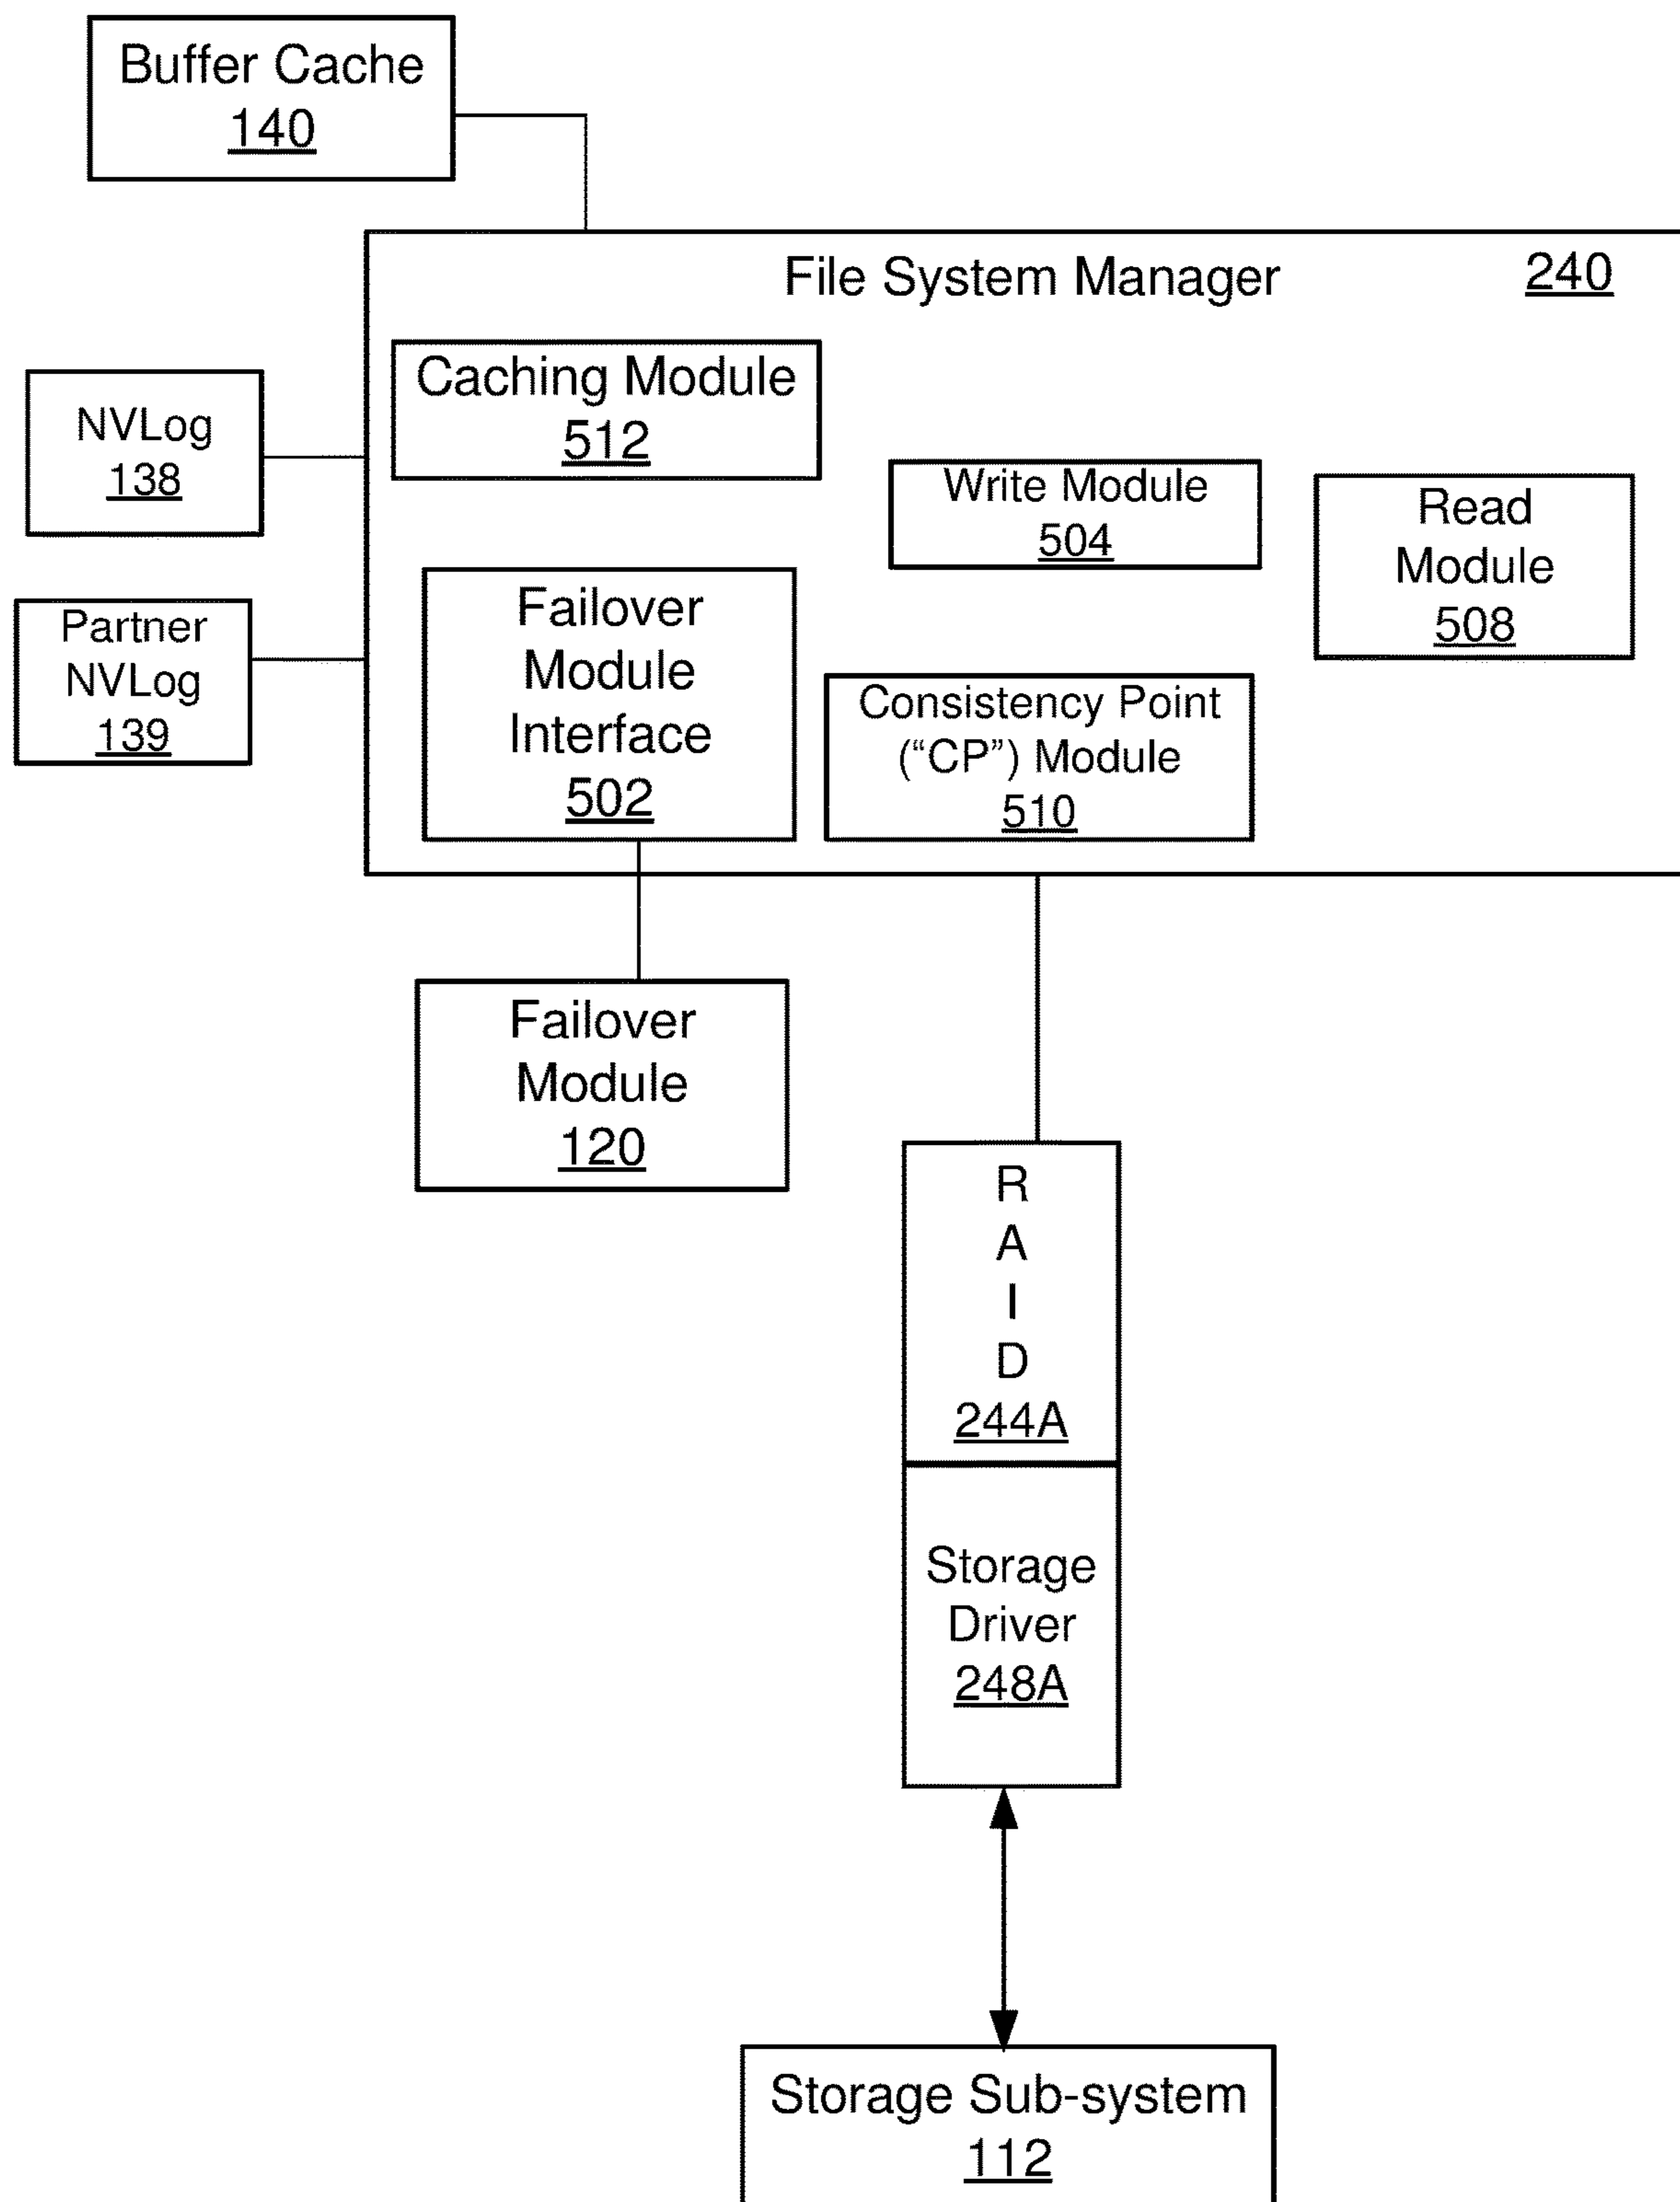 Buffer Cache
140
File System Manager
240
Caching Module
512
NVLog
138
Write Module
504
Read
Module
508
Failover
Module
Interface
502
Partner
NVLog
139
Consistency Point
(“CP”) Module
510
Failover
Module
120
R
A
I
D
244A
Storage
Driver
248A
Storage Sub-system
112